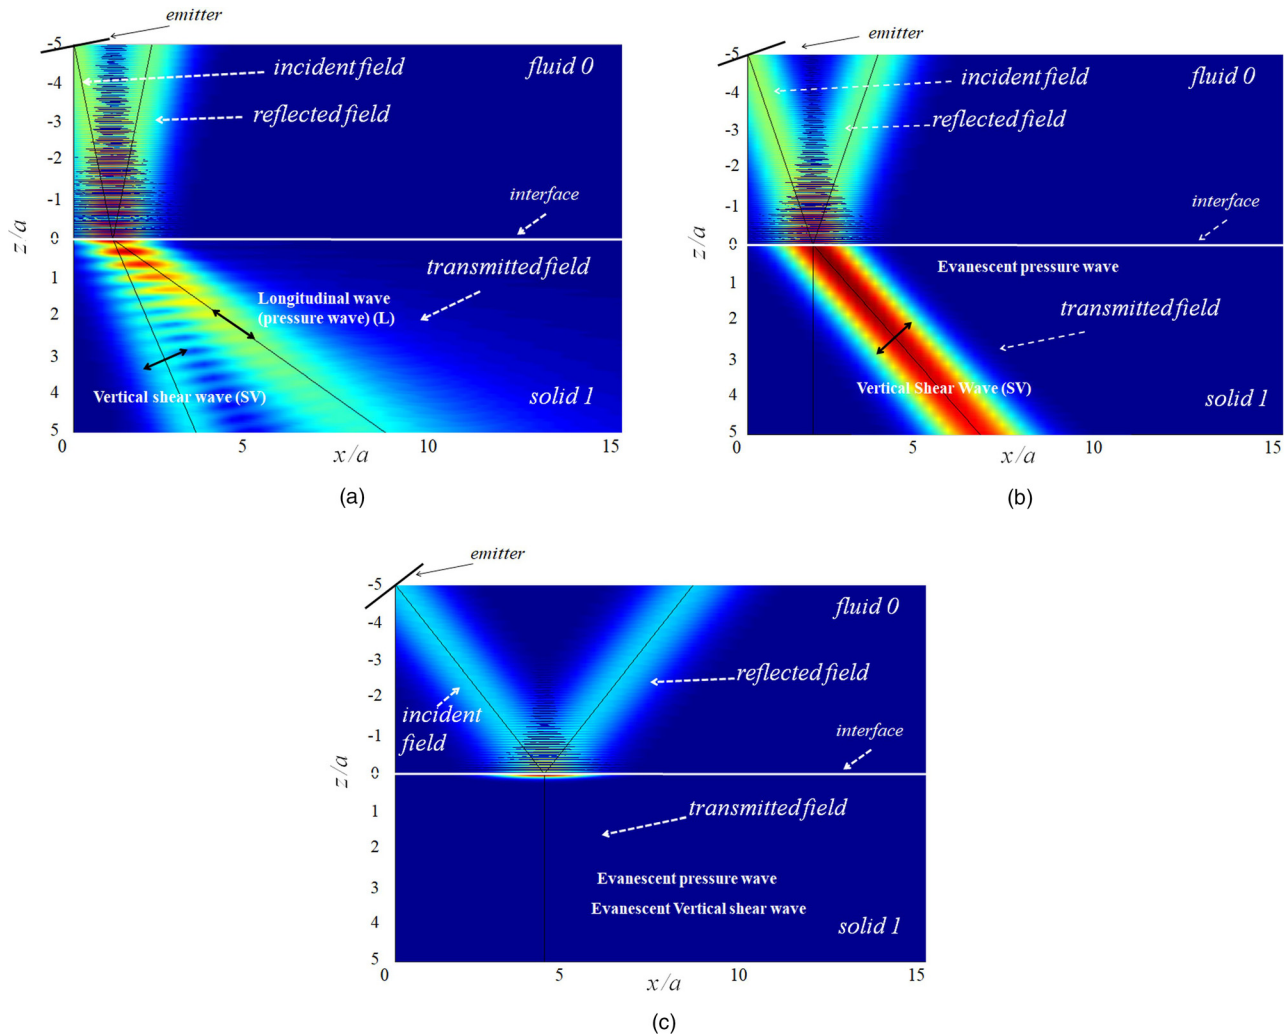 emitter
-5
incident field
fluid 0
-4
reflected field
-3
-2
-1
interface
z/a
0
transmitted field
1
Longitudinal wave
(pressure wave) (L)
2
3
Vertical shear wave (SV)
4
solid 1
5
0
5
10
15
x/a
(a)
emitter
-5
incident field
fluid 0
-4
reflected field
-3
-2
interface
-1
z/a
0
Evanescent pressure wave
1
transmitted field
2
3
Vertical Shear Wave (SV)
4
solid 1
5
0
5
10
15
x/a
(b)
emitter
-5
fluid 0
-4
-3
reflected field
-2
incident
field
-1
interface
z/a
0
1
transmitted field
2
Evanescent pressure wave
3
Evanescent Vertical shear wave
4
solid 1
5
0
5
10
15
x/a
(c)